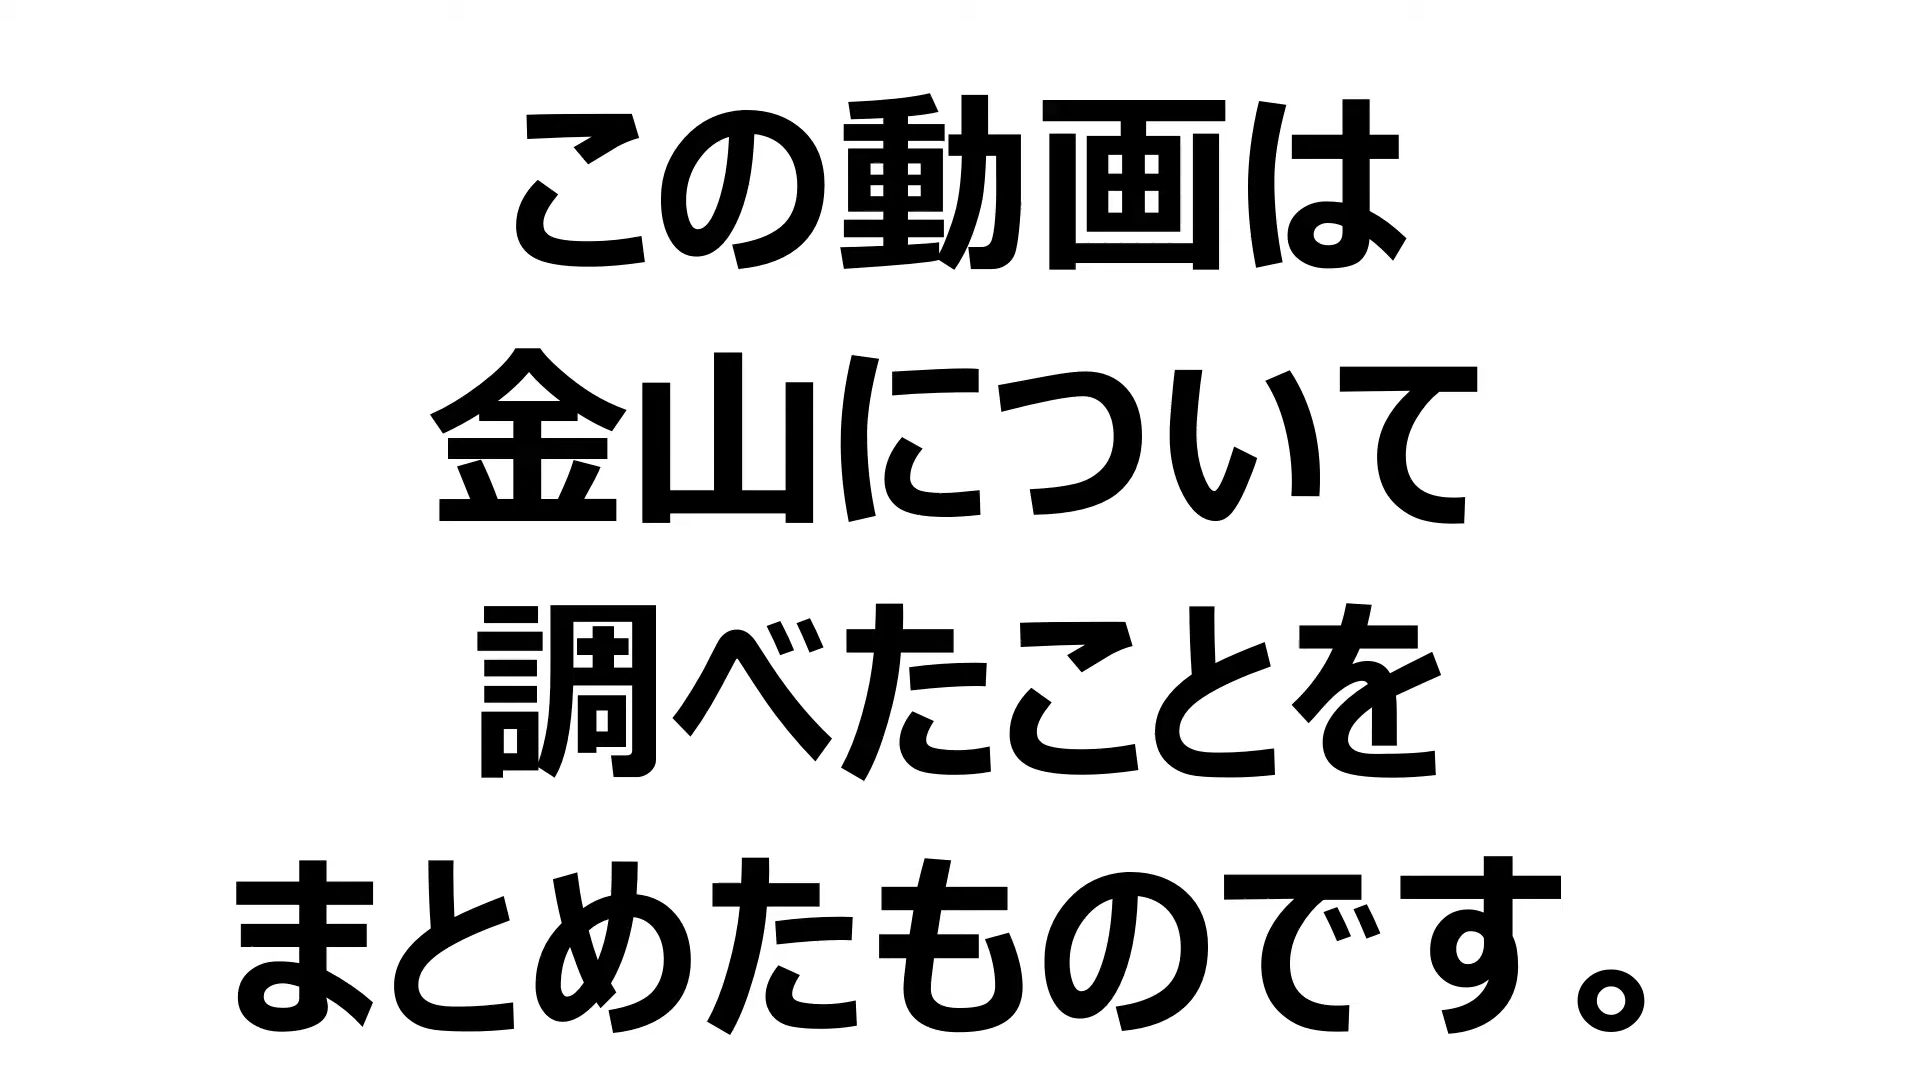 この動画は
金山について
調べたことを
まとめたものです。